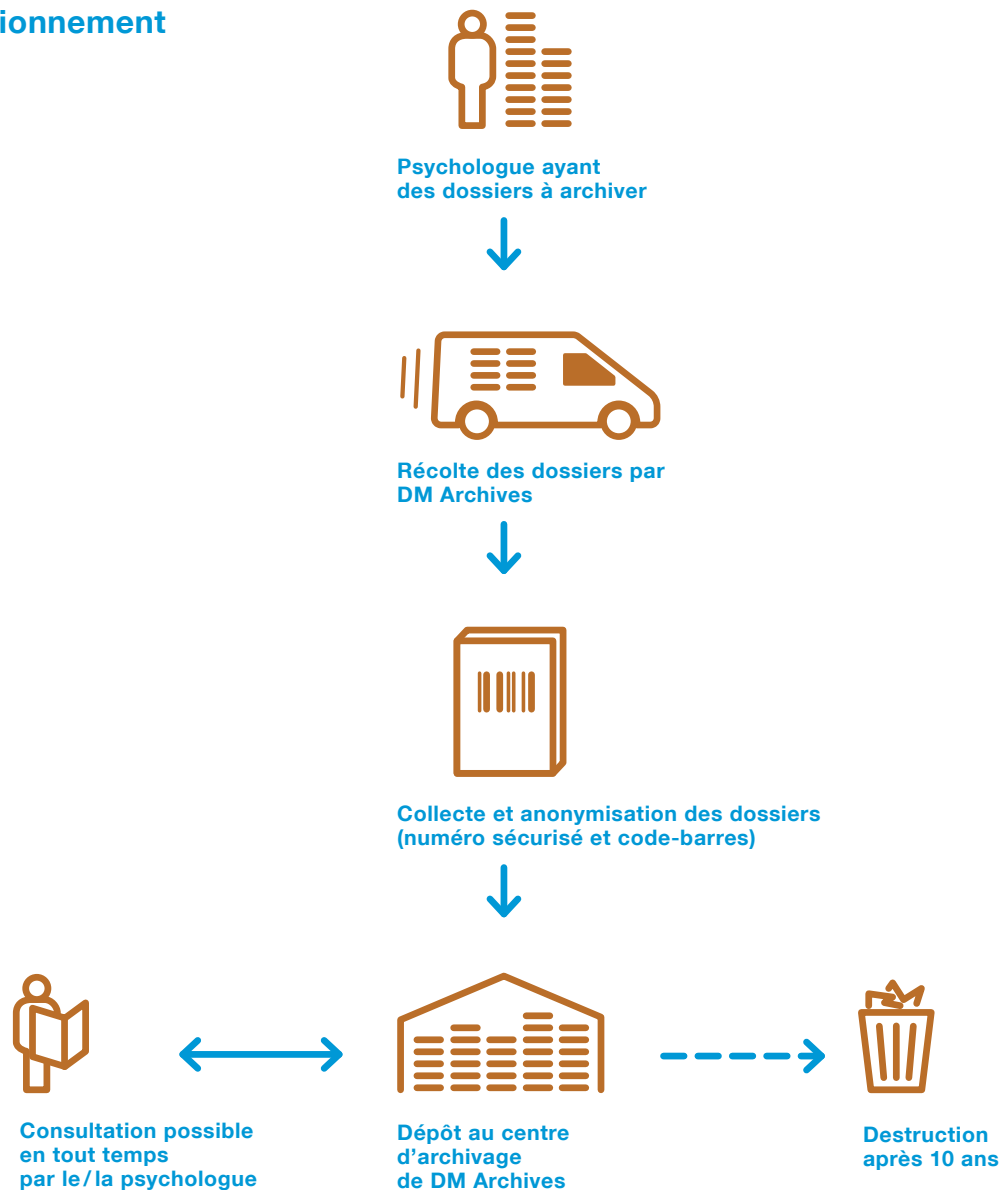 ionnement
Psychologue ayant
des dossiers à archiver
Récolte des dossiers par
DM Archives
Collecte et anonymisation des dossiers
(numéro sécurisé et code-barres)
Consultation possible
en tout temps
par le / la psychologue
Dépôt au centre
d'archivage
de DM Archives
Destruction
après 10 ans